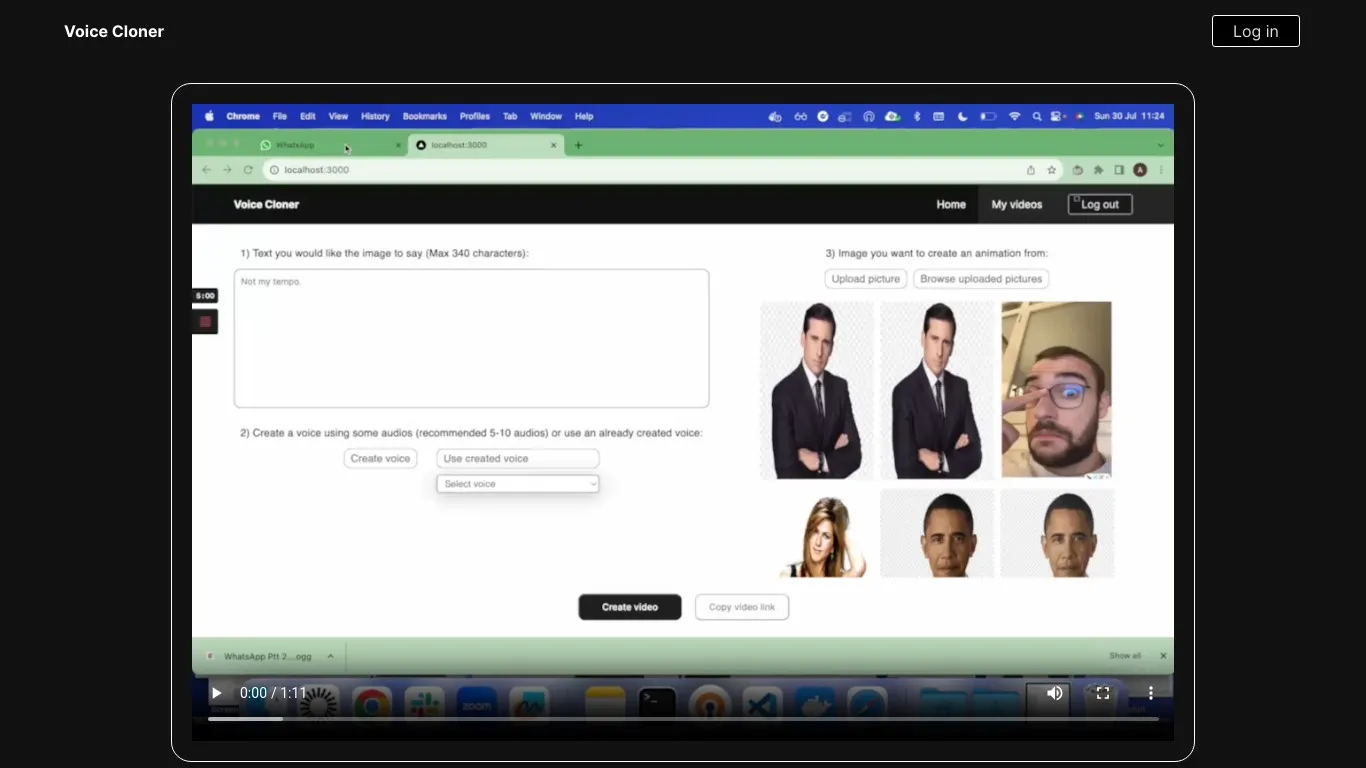 Voice Cloner
Log in
Chrome File Edit View History Bookmarks Profiles Tab Window Help
Sun 30 Jul 11:24
WhatsApp
localhost:3000
localhost:3000
A
Voice Cloner
Home
My videos
Log out
1) Text you would like the image to say (Max 340 characters):
Not my tempo.
5:00
2) Create a voice using some audios (recommended 5-10 audios) or use an already created voice:
Create voice
Use created voice
Select voice
3) Image you want to create an animation from:
Upload picture
Browse uploaded pictures
Create video
Copy video link
WhatsApp Ptt 2....ogg
Show all
0:00 / 1:11
zoom